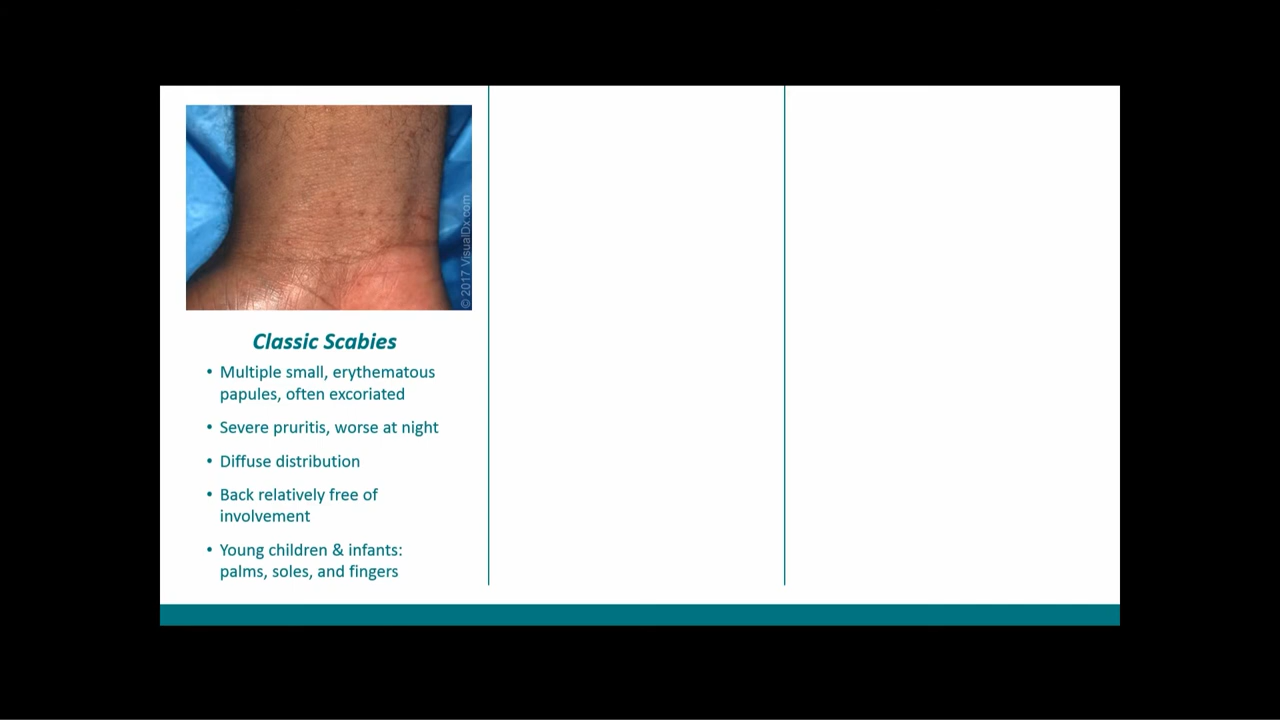 © 2017 VisualDx.com
Classic Scabies
• Multiple small, erythematous
papules, often excoriated
• Severe pruritis, worse at night
• Diffuse distribution
• Back relatively free of
involvement
• Young children & infants:
palms, soles, and fingers